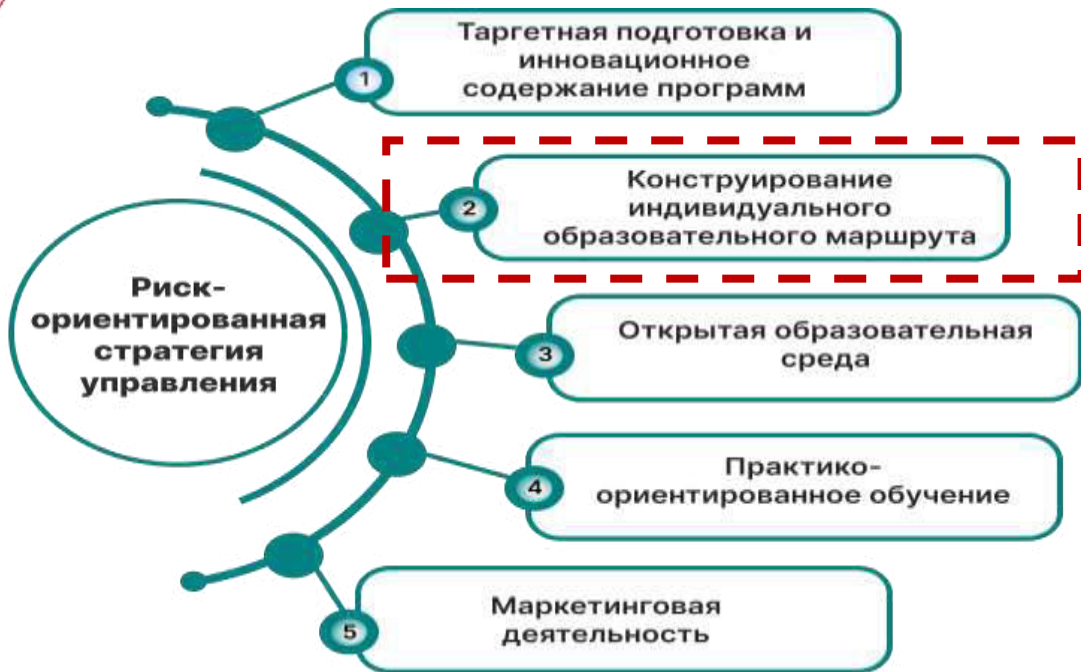 Таргетная подготовка и
инновационное
содержание программ
1
Конструирование
индивидуального
образовательного маршрута
2
Риск-
ориентированная
стратегия
управления
Открытая образовательная
среда
3
Практико-
ориентированное обучение
4
Маркетинговая
деятельность
5